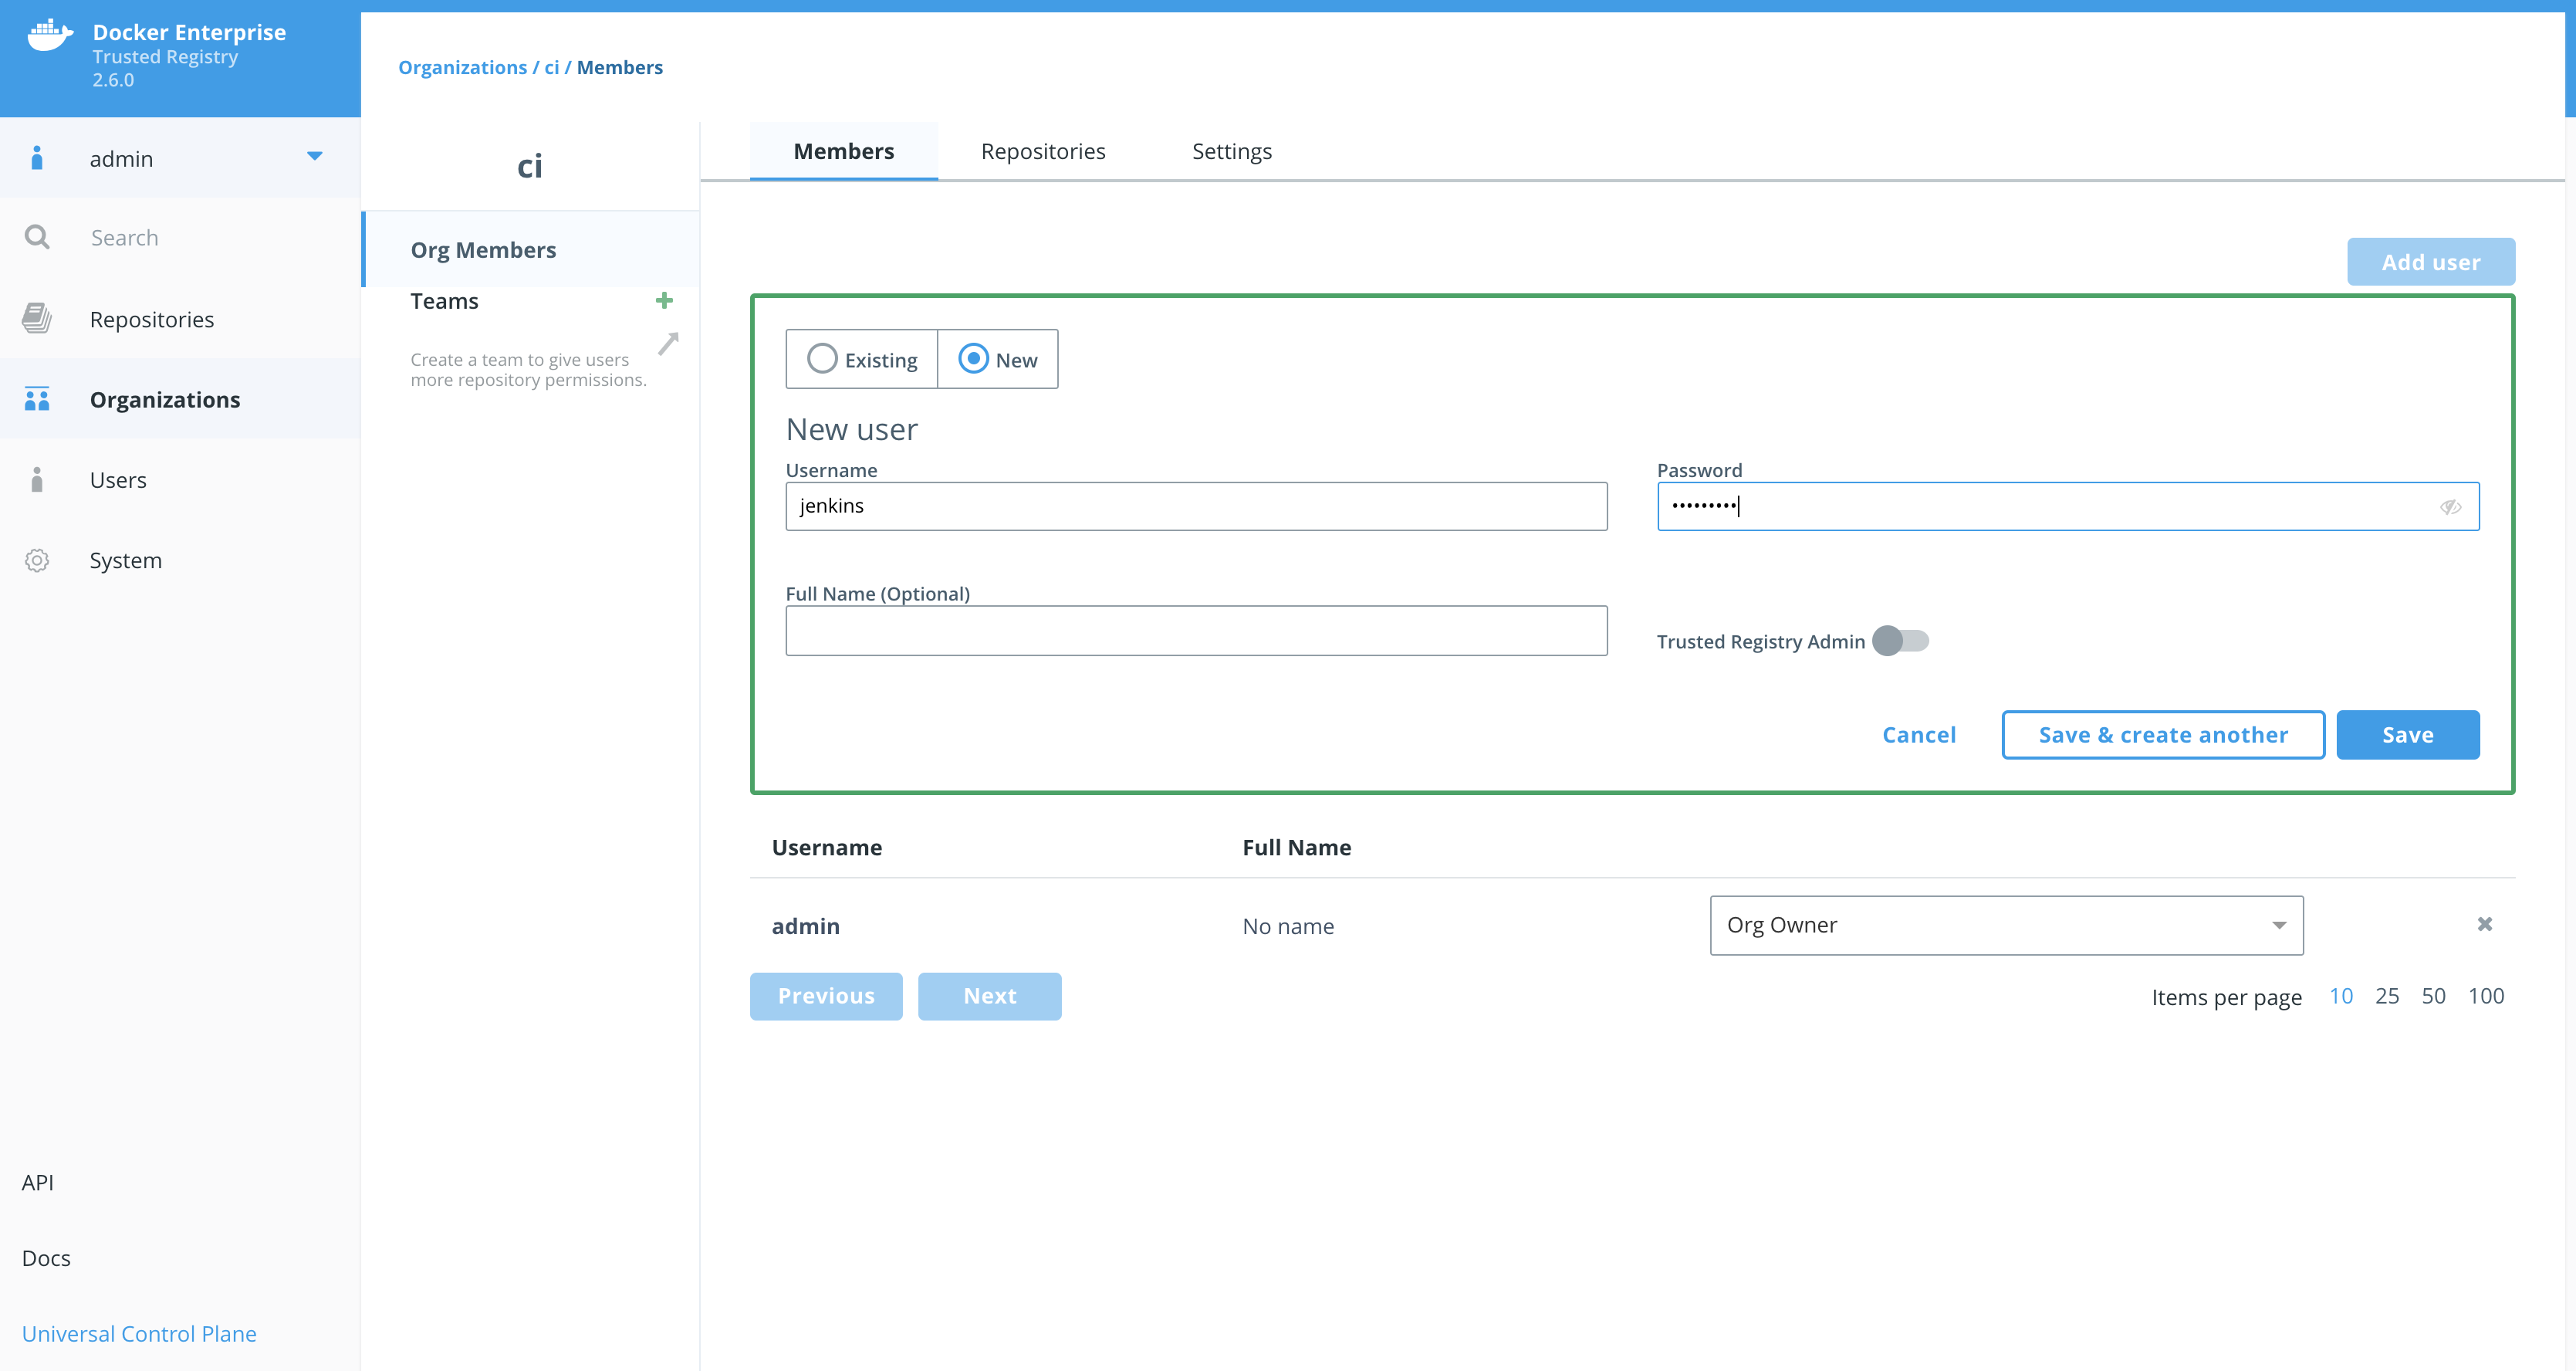 Docker Enterprise
Trusted Registry
2.6.0
admin
Search
Repositories
Organizations
Users
System
API
Docs
Universal Control Plane
Organizations / ci / Members
ci
Org Members
Teams
Create a team to give users
more repository permissions.
Members Repositories Settings
Add user
Existing New
New user
Username Password
jenkins •••••••••
Full Name (Optional)
Trusted Registry Admin
Cancel Save & create another Save
Username Full Name
admin No name Org Owner
Previous Next Items per page 10 25 50 100